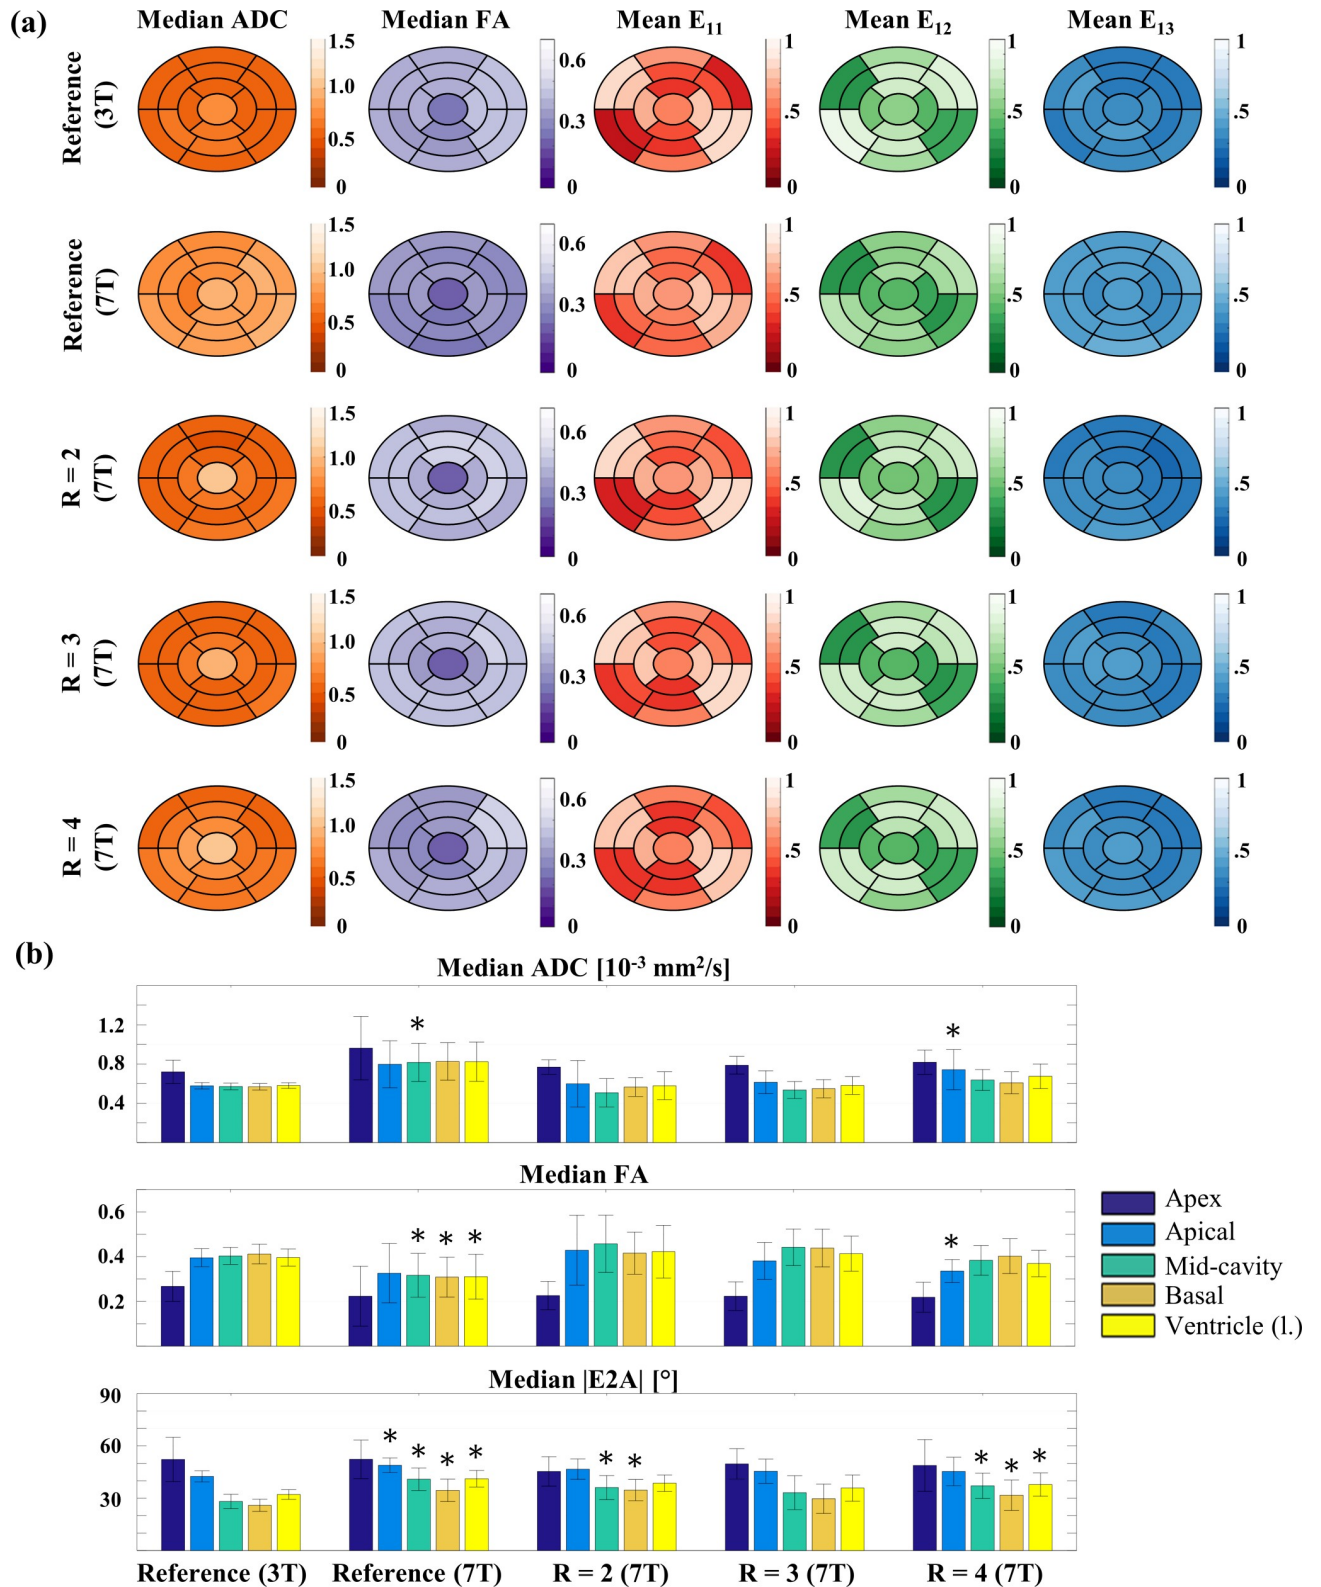 (a)
Median ADC Median FA Mean E11 Mean E12 Mean E13
Reference (3T)
1.5 1.0 0.5 0
0.6 0.3 0
1 .5 0
1 .5 0
1 .5 0
Reference (7T)
1.5 1.0 0.5 0
0.6 0.3 0
1 .5 0
1 .5 0
1 .5 0
R = 2 (7T)
1.5 1.0 0.5 0
0.6 0.3 0
1 .5 0
1 .5 0
1 .5 0
R = 3 (7T)
1.5 1.0 0.5 0
0.6 0.3 0
1 .5 0
1 .5 0
1 .5 0
R = 4 (7T)
1.5 1.0 0.5 0
0.6 0.3 0
1 .5 0
1 .5 0
1 .5 0
(b)
Median ADC [10-3 mm2/s]
1.2
0.8
0.4
* *
Median FA
0.6
0.4
0.2
* * * *
Apex
Apical
Mid-cavity
Basal
Ventricle (l.)
Median |E2A| [°]
90
60
30
* * * * * * * * *
Reference (3T) Reference (7T) R = 2 (7T) R = 3 (7T) R = 4 (7T)